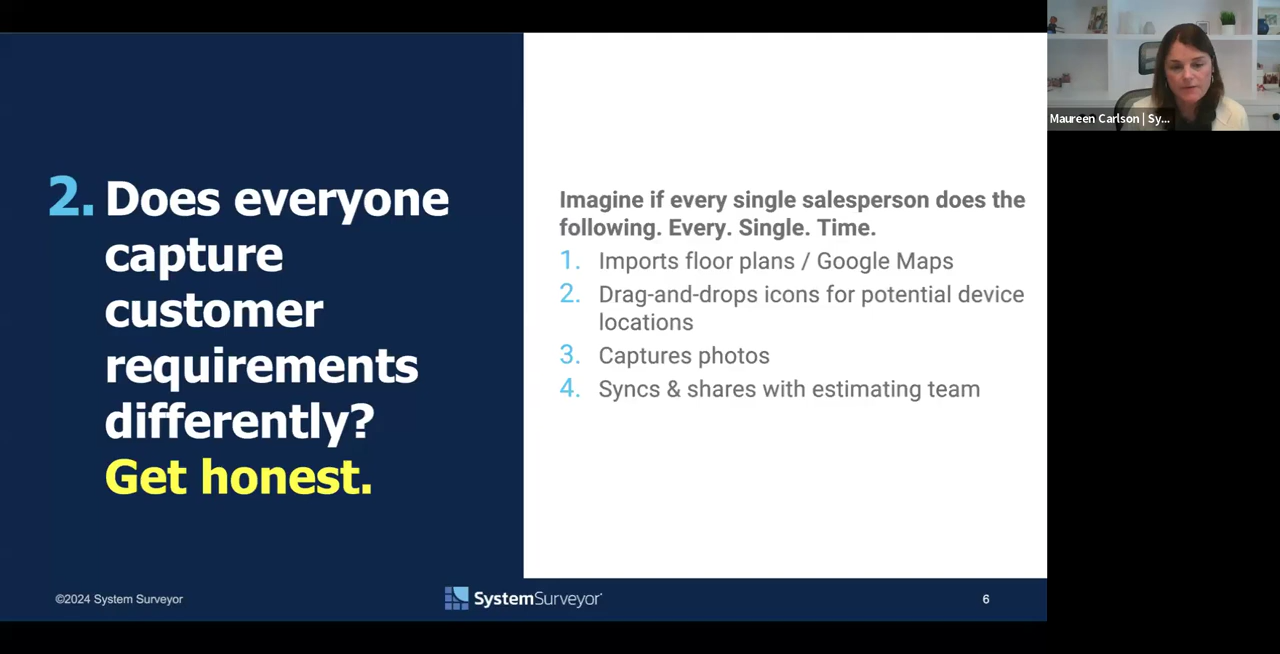 2. Does everyone
capture
customer
requirements
differently?
Get honest.
Imagine if every single salesperson does the
following. Every. Single. Time.
1. Imports floor plans / Google Maps
2. Drag-and-drops icons for potential device
locations
3. Captures photos
4. Syncs & shares with estimating team
Maureen Carlson | Sy...
©2024 System Surveyor
SystemSurveyor
6